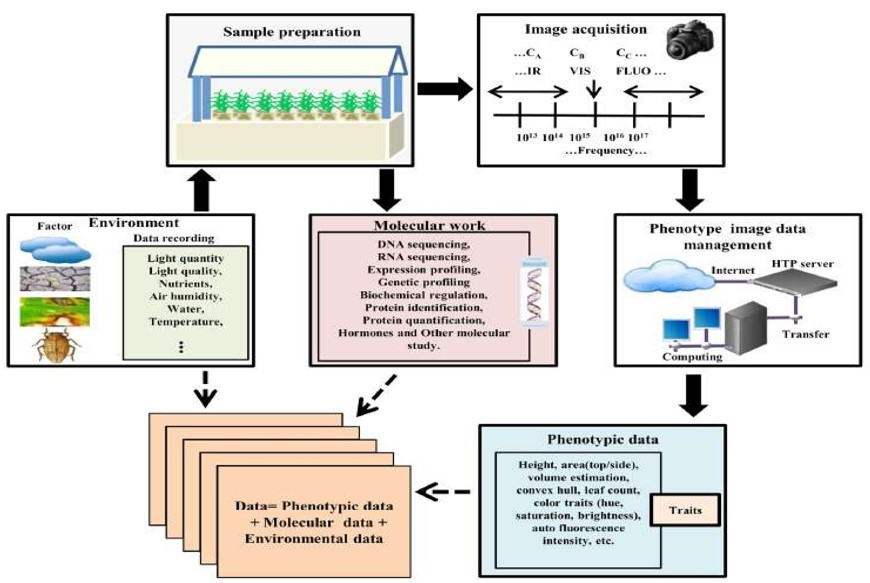 Sample preparation
Image acquisition
...C_A C_B C_C ...
...IR VIS FLUO ...
10¹³ 10¹⁴ 10¹⁵ 10¹⁶ 10¹⁷
...Frequency...
Environment
Factor
Data recording
Light quantity
Light quality,
Nutrients,
Air humidity,
Water,
Temperature,
⋮
Molecular work
DNA sequencing,
RNA sequencing,
Expression profiling,
Genetic profiling
Biochemical regulation,
Protein identification,
Protein quantification,
Hormones and Other molecular
study.
Phenotype image data
management
Internet
HTP server
Transfer
Computing
Data= Phenotypic data
+ Molecular data +
Environmental data
Phenotypic data
Height, area(top/side),
volume estimation,
convex hull, leaf count,
color traits (hue,
saturation, brightness),
auto fluorescence
intensity, etc.
Traits